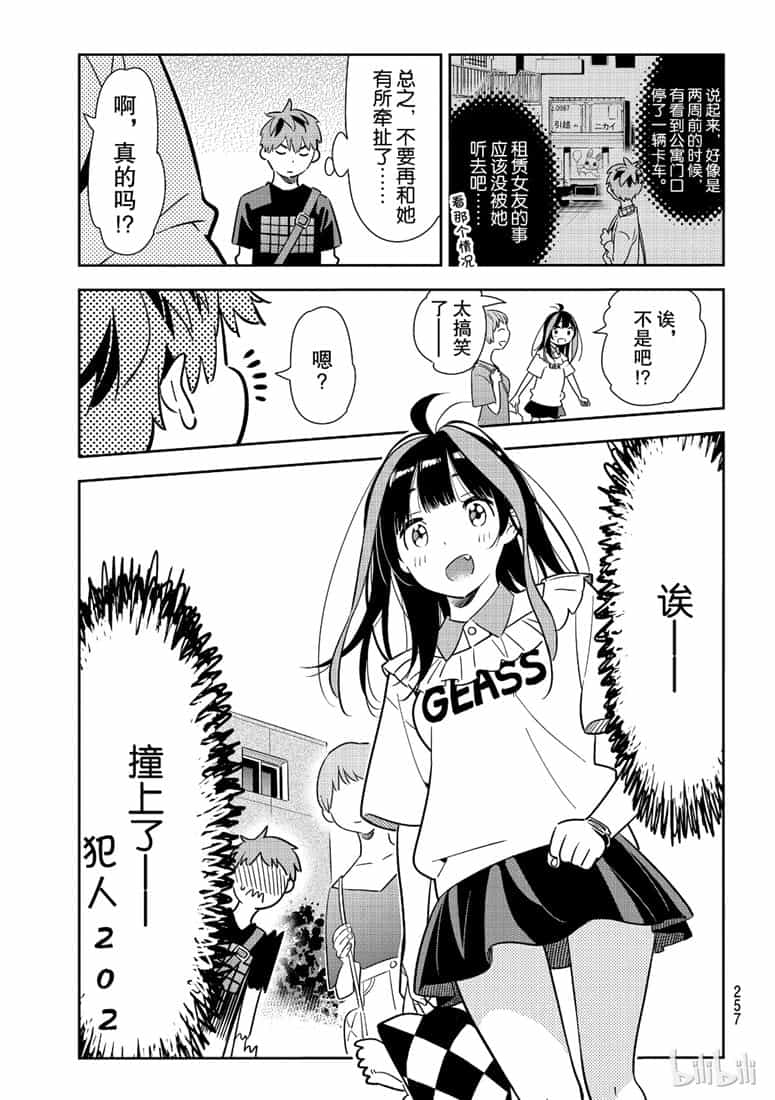 说起来，好像是
两周前的时候，
有看到公寓门口
停了一辆卡车。
2.0987
引越
ニカイ
租赁女友的事
应该没被她
听去吧……
看那个情况
总之，不要再和她
有所牵扯了……
啊，
真的吗!?
诶，
不是吧!?
太搞笑
了——
嗯？
诶——
GEASS
撞上了——
犯人202
257
bilibili